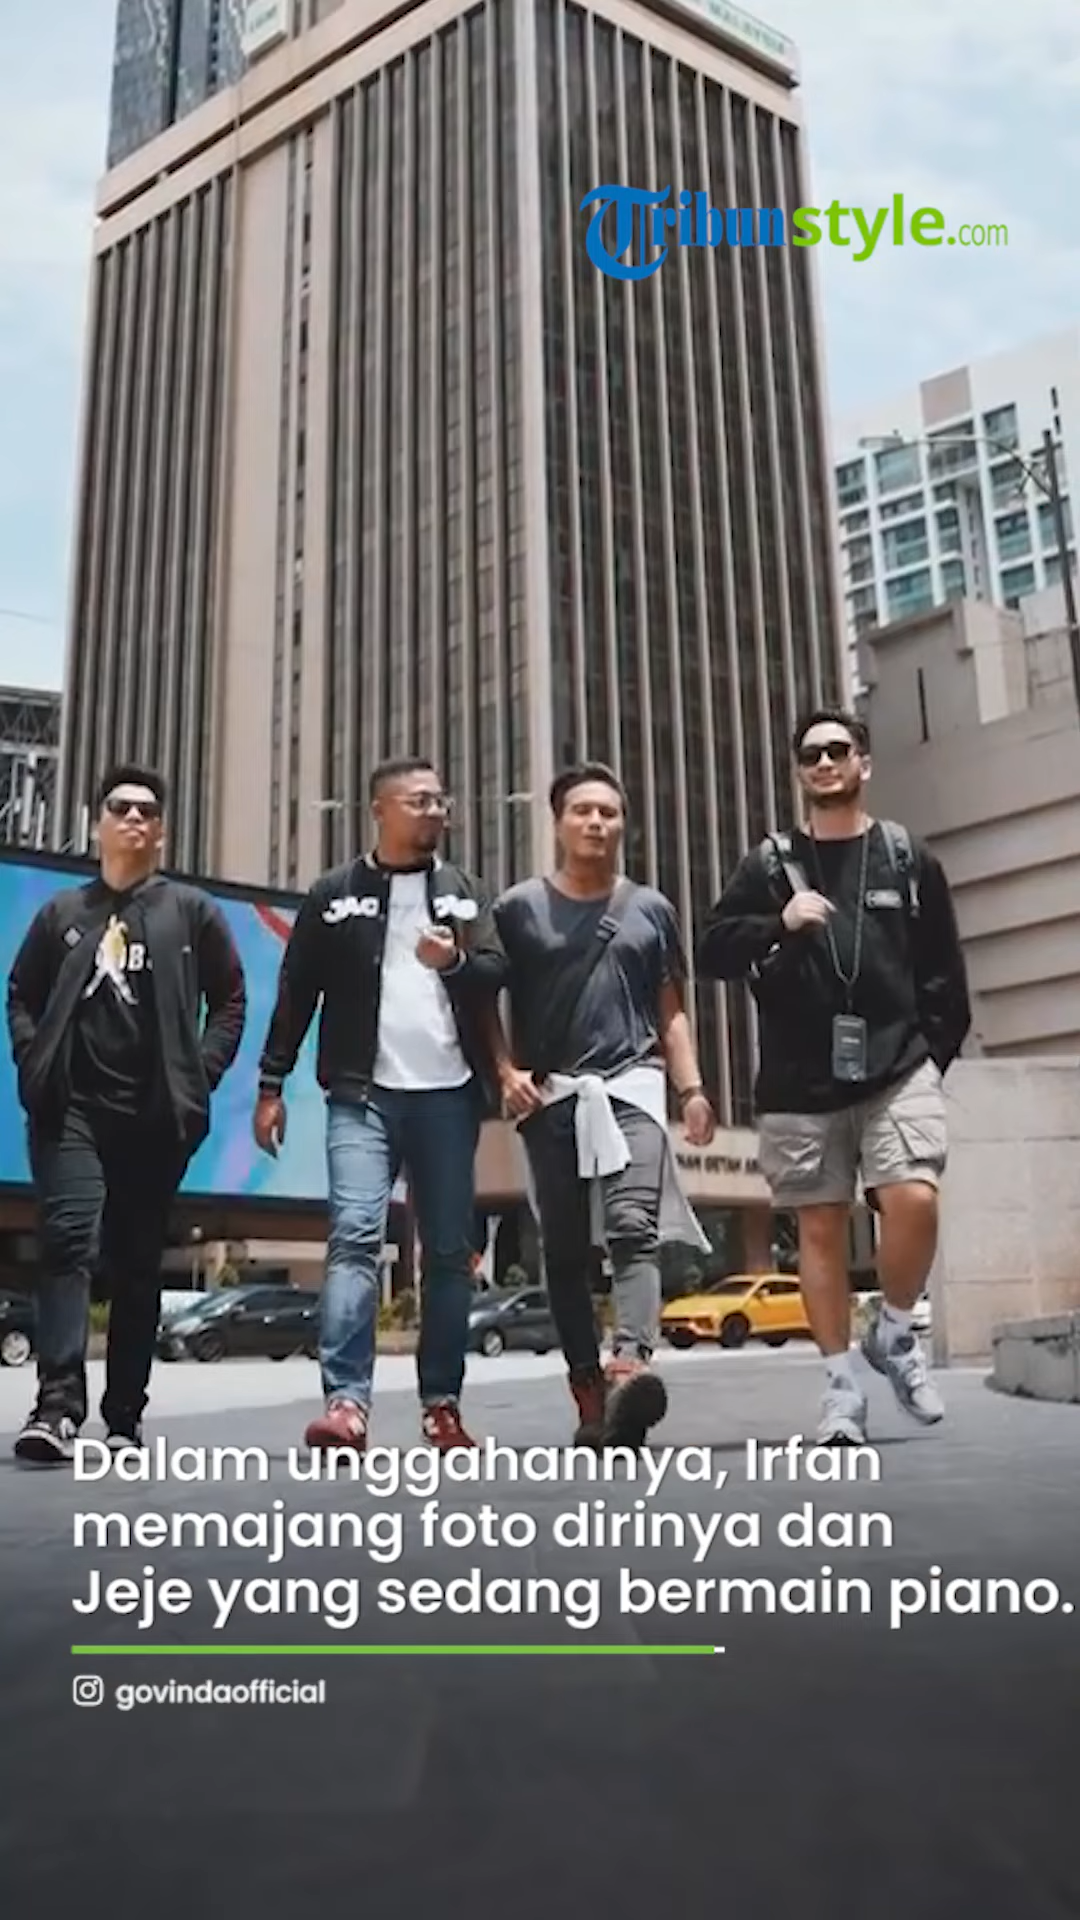 Tribunstyle.com
Dalam unggahannya, Irfan
memajang foto dirinya dan
Jeje yang sedang bermain piano.
govindaofficial